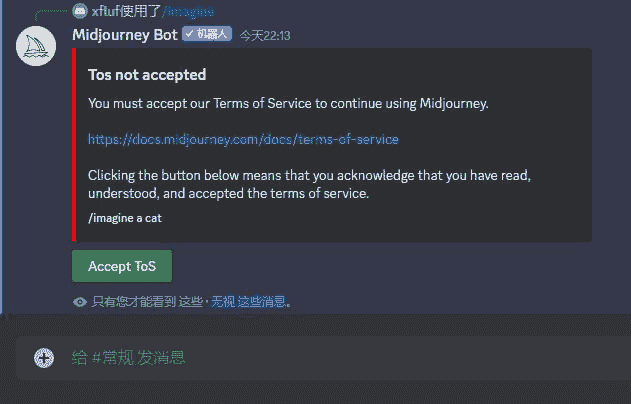 xfluf使用了/imagine
Midjourney Bot ✓ 机器人 今天22:13
Tos not accepted
You must accept our Terms of Service to continue using Midjourney.
https://docs.midjourney.com/docs/terms-of-service
Clicking the button below means that you acknowledge that you have read,
understood, and accepted the terms of service.
/imagine a cat
Accept ToS
只有您才能看到 这些 · 无视 这些消息。
给 #常规 发消息